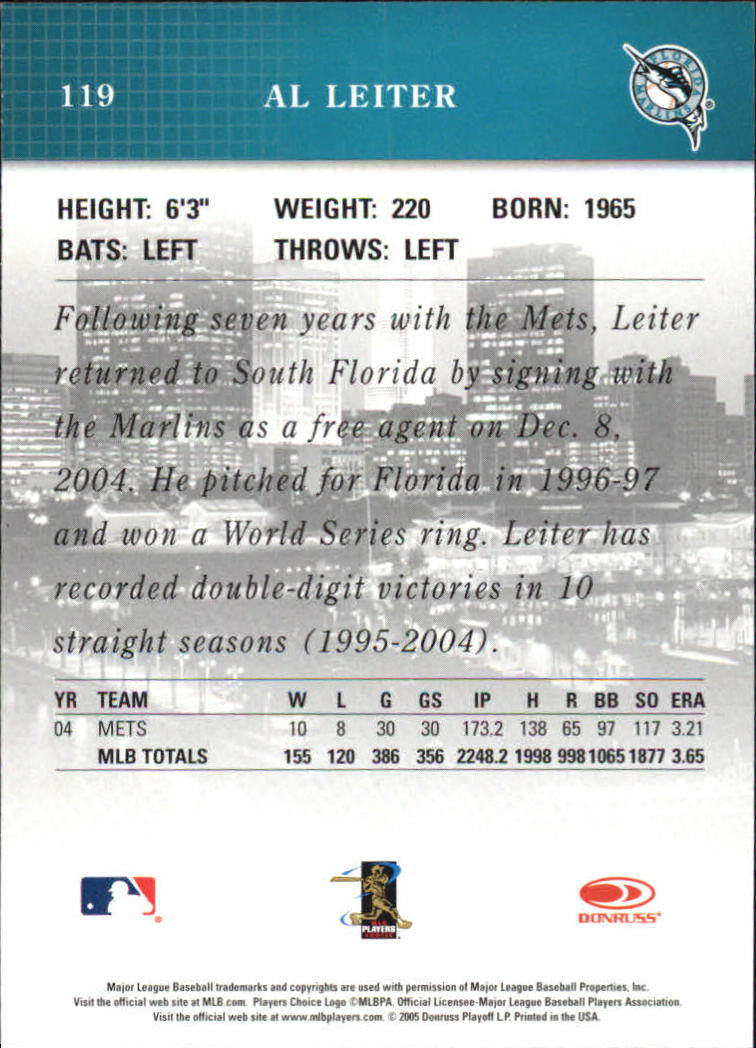 119 AL LEITER
FLORIDA MARLINS ®
HEIGHT: 6'3" WEIGHT: 220 BORN: 1965
BATS: LEFT THROWS: LEFT
Following seven years with the Mets, Leiter
returned to South Florida by signing with
the Marlins as a free agent on Dec. 8,
2004. He pitched for Florida in 1996-97
and won a World Series ring. Leiter has
recorded double-digit victories in 10
straight seasons (1995-2004).
YR TEAM W L G GS IP H R BB SO ERA
04 METS 10 8 30 30 173.2 138 65 97 117 3.21
MLB TOTALS 155 120 386 356 2248.2 1998 998 1065 1877 3.65
MLB
PLAYERS
CHOICE
DONRUSS
Major League Baseball trademarks and copyrights are used with permission of Major League Baseball Properties, Inc.
Visit the official web site at MLB.com. Players Choice Logo ©MLBPA. Official Licensee-Major League Baseball Players Association.
Visit the official web site at www.mlbplayers.com. © 2005 Donruss Playoff L.P. Printed in the USA.